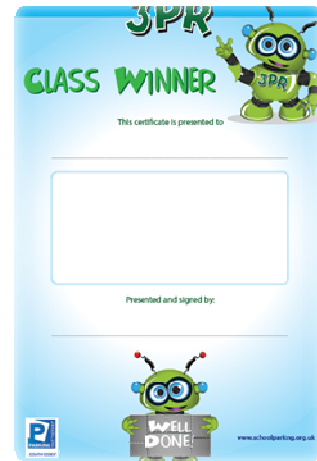 3PR
3PR
CLASS WINNER
This certificate is presented to
Presented and signed by:
WELL
DONE!
P
PARKING
www.schoolparking.org.uk